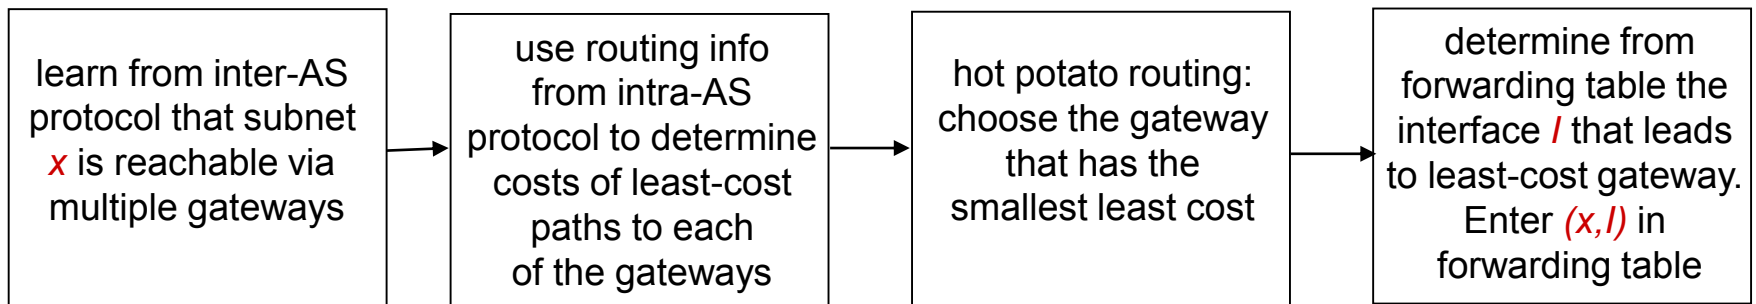 learn from inter-AS
protocol that subnet
x is reachable via
multiple gateways
use routing info
from intra-AS
protocol to determine
costs of least-cost
paths to each
of the gateways
hot potato routing:
choose the gateway
that has the
smallest least cost
determine from
forwarding table the
interface I that leads
to least-cost gateway.
Enter (x,I) in
forwarding table